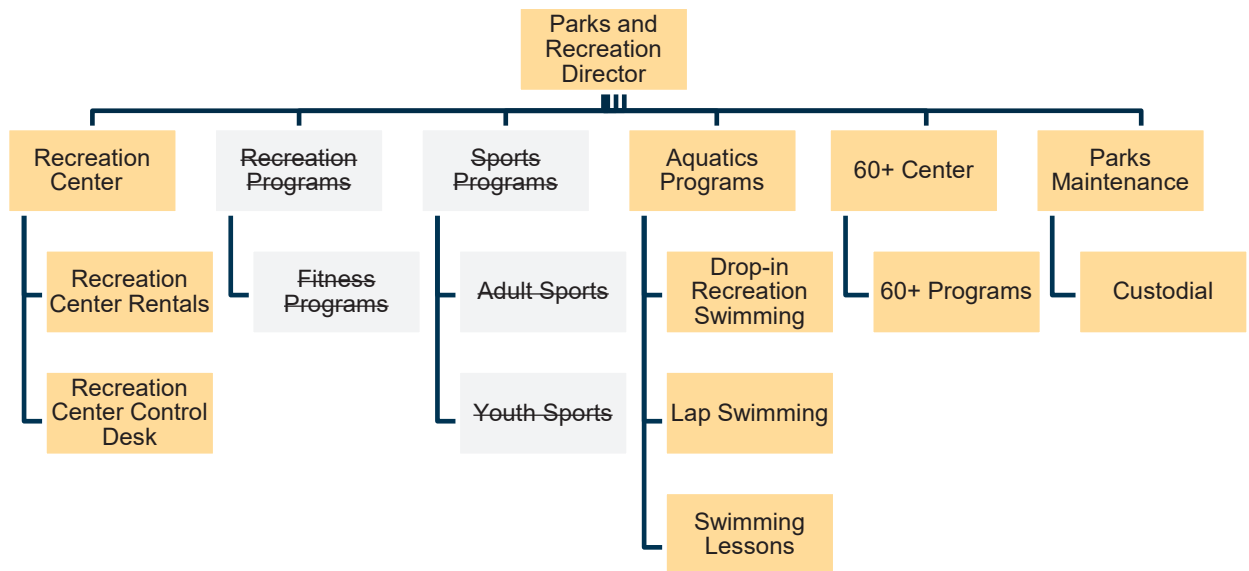 Parks and
Recreation
Director
Recreation
Center
Recreation
Programs
Sports
Programs
Aquatics
Programs
60+ Center
Parks
Maintenance
Recreation
Center Rentals
Fitness
Programs
Adult Sports
Drop-in
Recreation
Swimming
60+ Programs
Custodial
Recreation
Center Control
Desk
Youth Sports
Lap Swimming
Swimming
Lessons